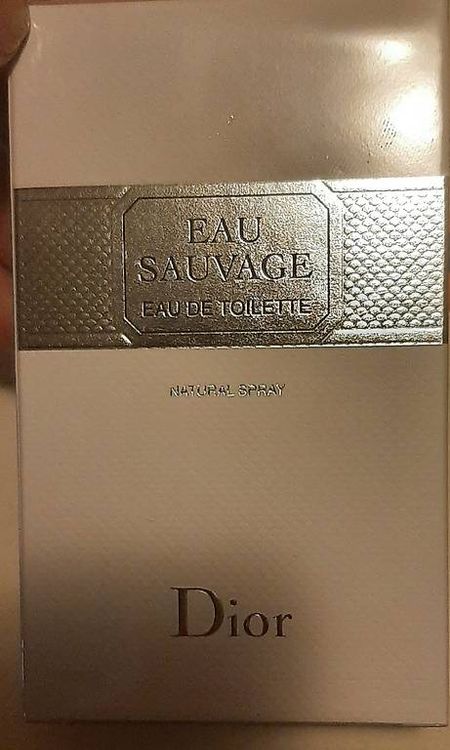 EAU
SAUVAGE
EAU DE TOILETTE
NATURAL SPRAY
Dior